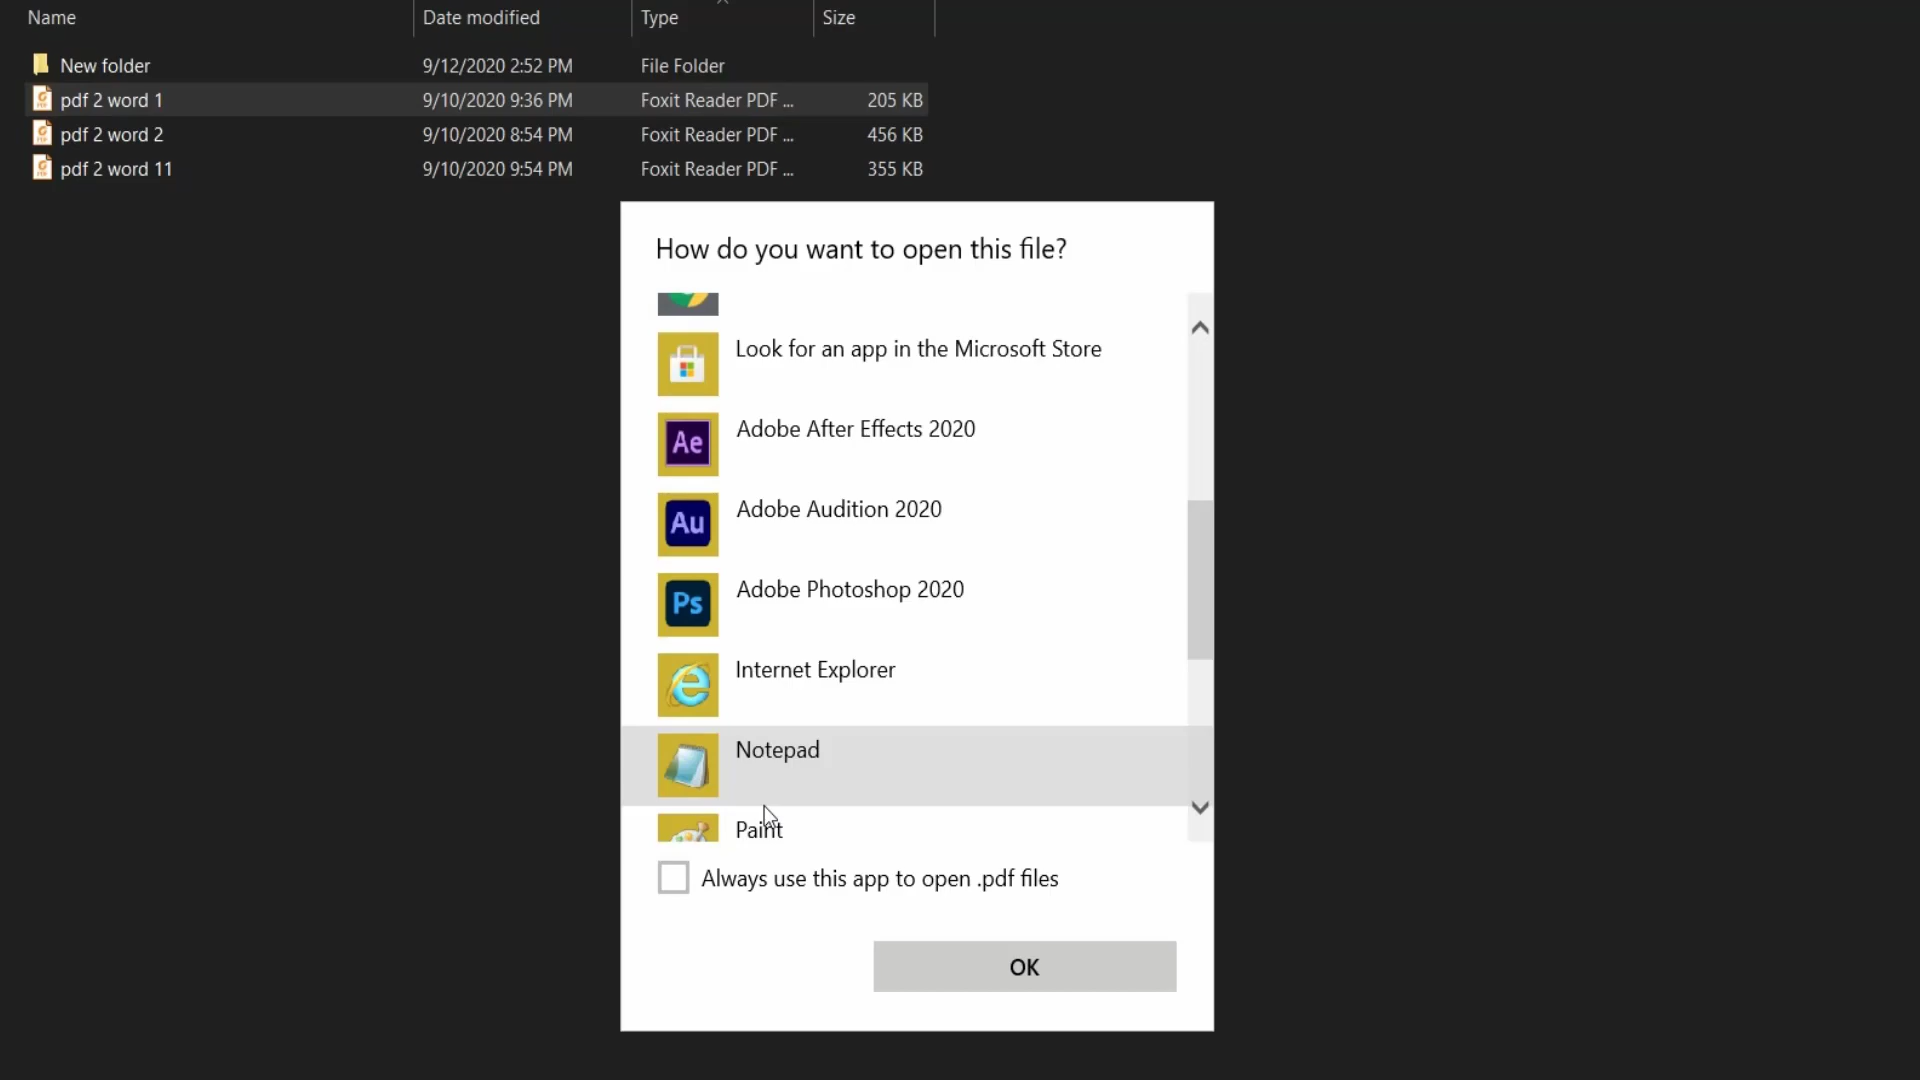 Name Date modified Type Size
New folder 9/12/2020 2:52 PM File Folder
pdf 2 word 1 9/10/2020 9:36 PM Foxit Reader PDF ... 205 KB
pdf 2 word 2 9/10/2020 8:54 PM Foxit Reader PDF ... 456 KB
pdf 2 word 11 9/10/2020 9:54 PM Foxit Reader PDF ... 355 KB
How do you want to open this file?
Look for an app in the Microsoft Store
Ae Adobe After Effects 2020
Au Adobe Audition 2020
Ps Adobe Photoshop 2020
Internet Explorer
Notepad
Paint
Always use this app to open .pdf files
OK